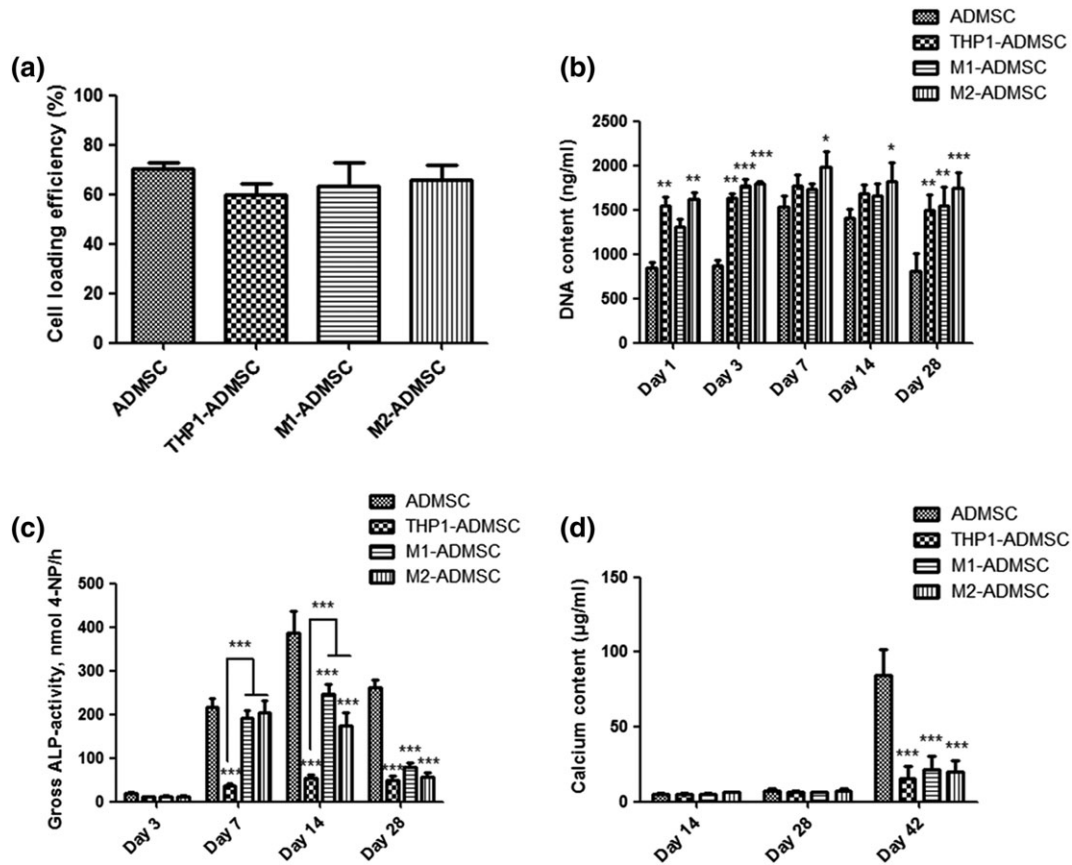 (a)
Cell loading efficiency (%)
100
80
60
40
20
0
ADMSC
THP1-ADMSC
M1-ADMSC
M2-ADMSC
(b)
ADMSC
THP1-ADMSC
M1-ADMSC
M2-ADMSC
DNA content (ng/ml)
2500
2000
1500
1000
500
0
** **
** *** ***
*
*
** ** ***
Day 1
Day 3
Day 7
Day 14
Day 28
(c)
ADMSC
THP1-ADMSC
M1-ADMSC
M2-ADMSC
Gross ALP-activity, nmol 4-NP/h
500
400
300
200
100
0
***
***
***
*** *** ***
*** *** ***
Day 3
Day 7
Day 14
Day 28
(d)
ADMSC
THP1-ADMSC
M1-ADMSC
M2-ADMSC
Calcium content (µg/ml)
150
100
50
0
*** *** ***
Day 14
Day 28
Day 42